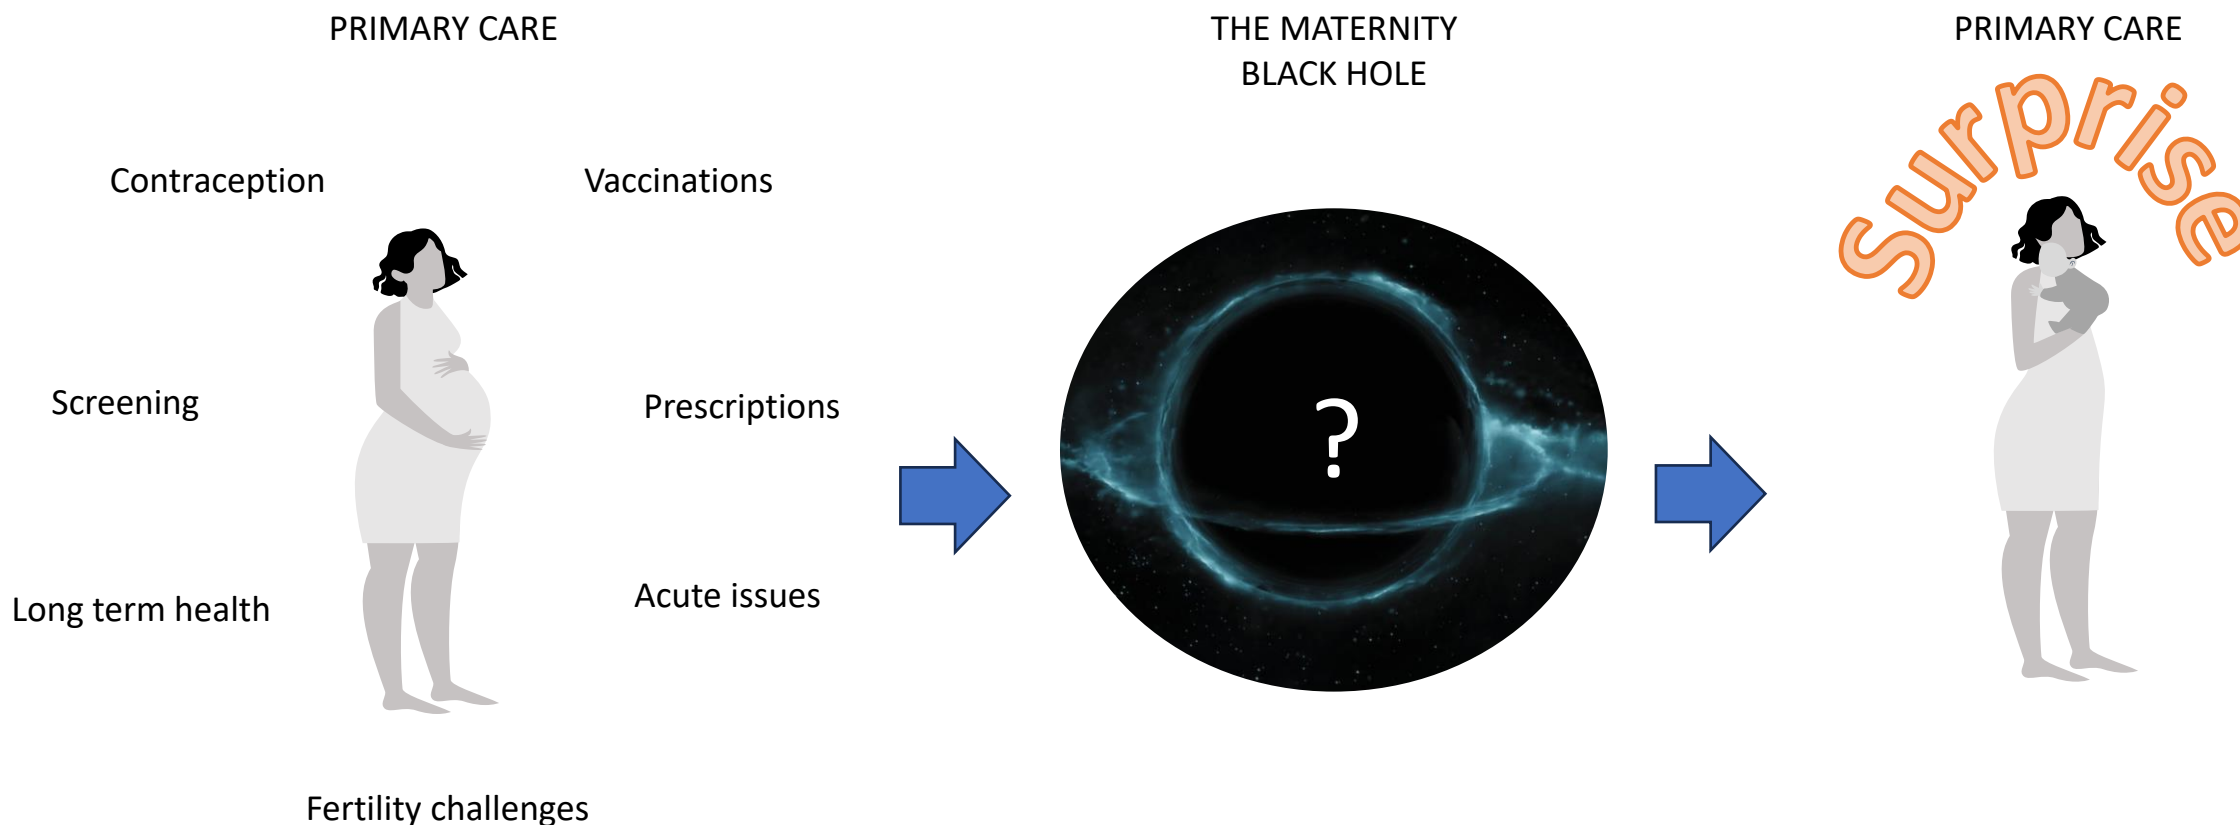 PRIMARY CARE
THE MATERNITY
BLACK HOLE
PRIMARY CARE
Surprise
Contraception
Vaccinations
Screening
Prescriptions
?
Long term health
Acute issues
Fertility challenges